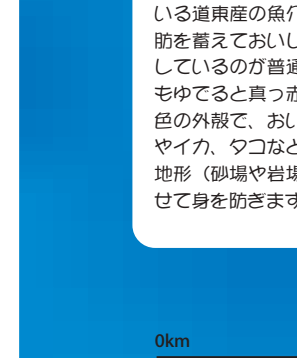 いる道東産の魚介
肪を蓄えておいし
しているのが普通
もゆでると真っ赤
色の外殻で、おい
やイカ、タコなと
地形（砂場や岩場
せて身を防ぎます
0km